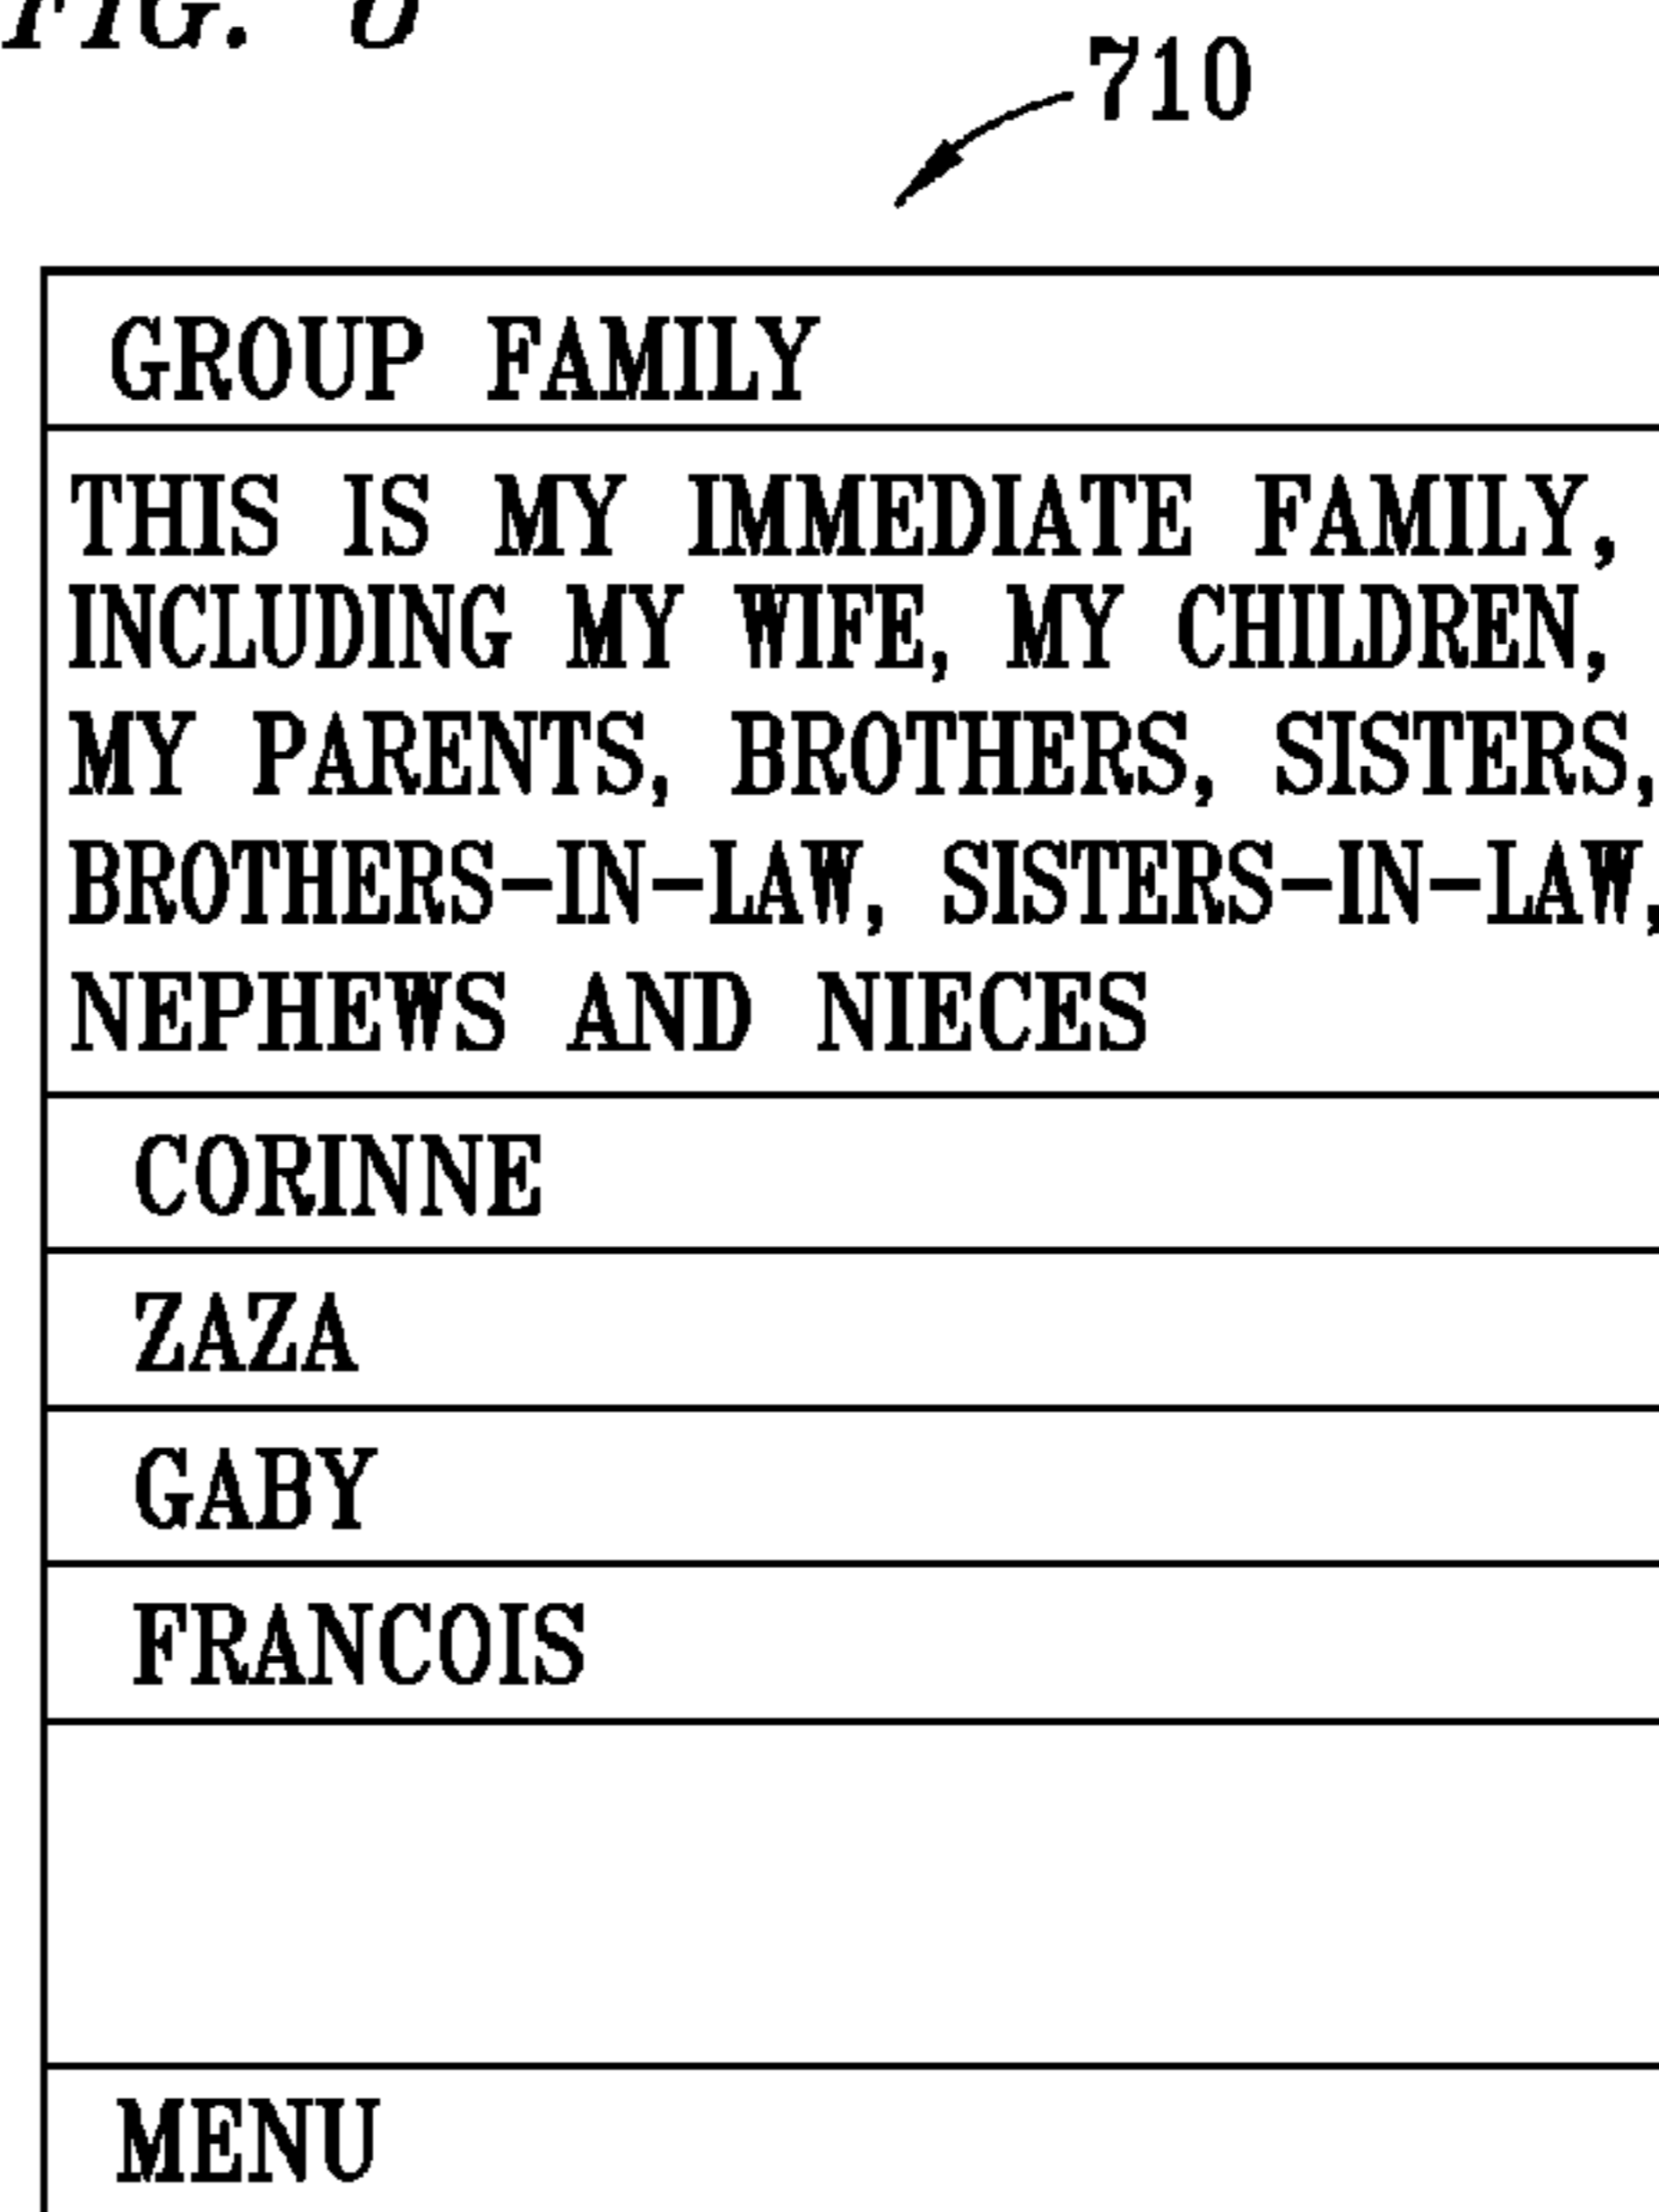 FIG.
710
GROUP FAMILY
THIS IS MY IMMEDIATE FAMILY,
INCLUDING MY WIFE, MY CHILDREN,
MY PARENTS, BROTHERS, SISTERS,
BROTHERS-IN-LAW, SISTERS-IN-LAW,
NEPHEWS AND NIECES
CORINNE
ZAZA
GABY
FRANCOIS
MENU